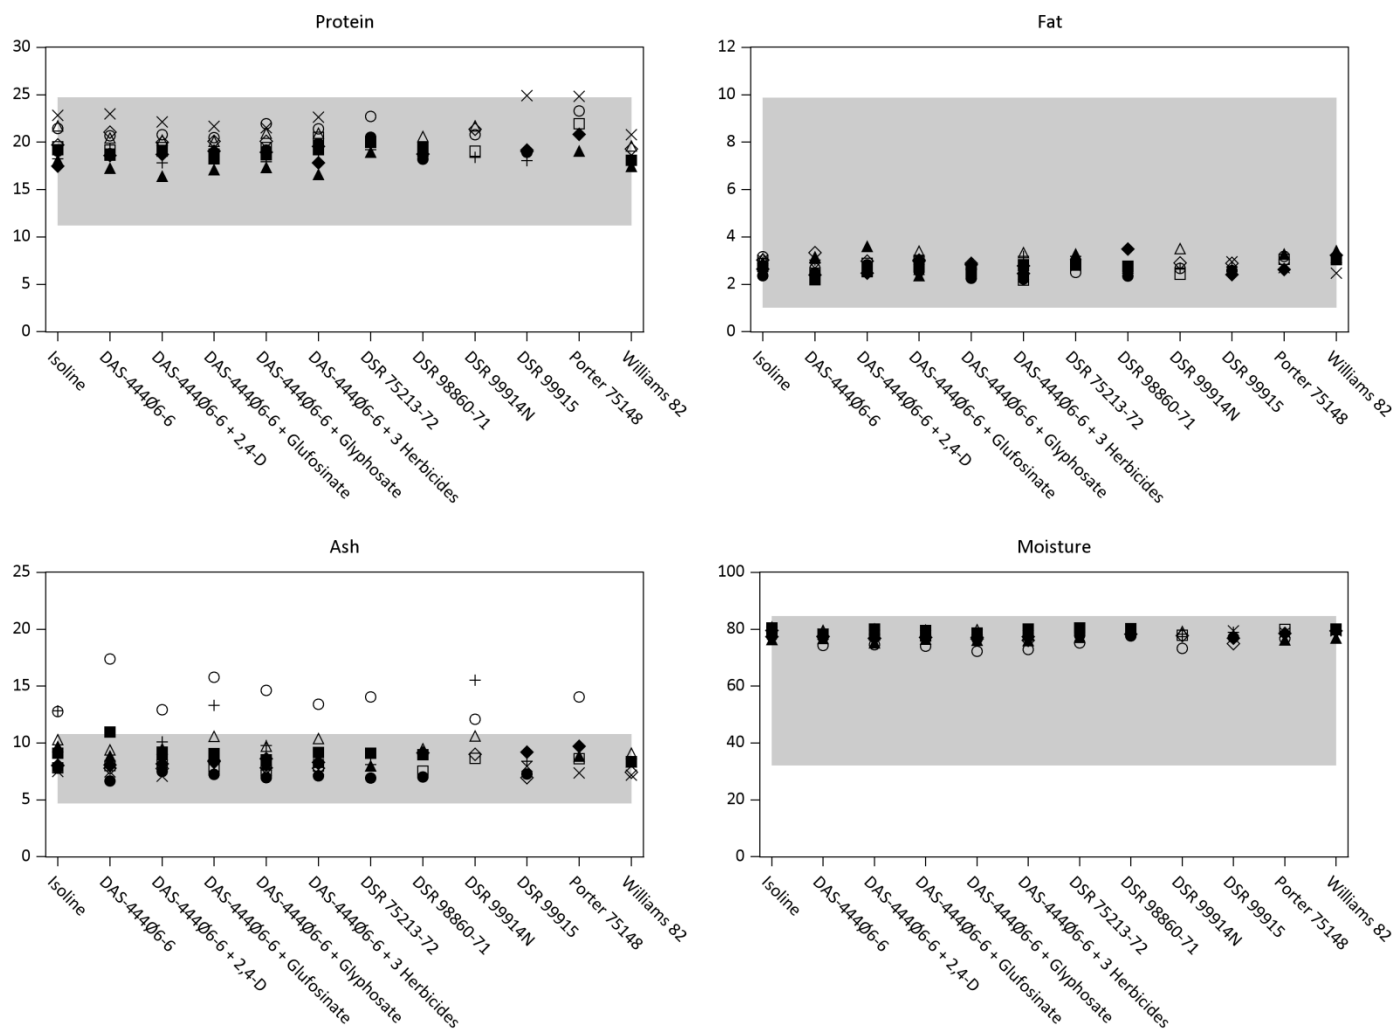 Protein
30
25
20
15
10
5
0
Isoline
DAS-444Ø6-6
DAS-444Ø6-6 + 2,4-D
DAS-444Ø6-6 + Glufosinate
DAS-444Ø6-6 + Glyphosate
DAS-444Ø6-6 + 3 Herbicides
DSR 75213-72
DSR 98860-71
DSR 99914N
DSR 99915
Porter 75148
Williams 82
Fat
12
10
8
6
4
2
0
Isoline
DAS-444Ø6-6
DAS-444Ø6-6 + 2,4-D
DAS-444Ø6-6 + Glufosinate
DAS-444Ø6-6 + Glyphosate
DAS-444Ø6-6 + 3 Herbicides
DSR 75213-72
DSR 98860-71
DSR 99914N
DSR 99915
Porter 75148
Williams 82
Ash
25
20
15
10
5
0
Isoline
DAS-444Ø6-6
DAS-444Ø6-6 + 2,4-D
DAS-444Ø6-6 + Glufosinate
DAS-444Ø6-6 + Glyphosate
DAS-444Ø6-6 + 3 Herbicides
DSR 75213-72
DSR 98860-71
DSR 99914N
DSR 99915
Porter 75148
Williams 82
Moisture
100
80
60
40
20
0
Isoline
DAS-444Ø6-6
DAS-444Ø6-6 + 2,4-D
DAS-444Ø6-6 + Glufosinate
DAS-444Ø6-6 + Glyphosate
DAS-444Ø6-6 + 3 Herbicides
DSR 75213-72
DSR 98860-71
DSR 99914N
DSR 99915
Porter 75148
Williams 82